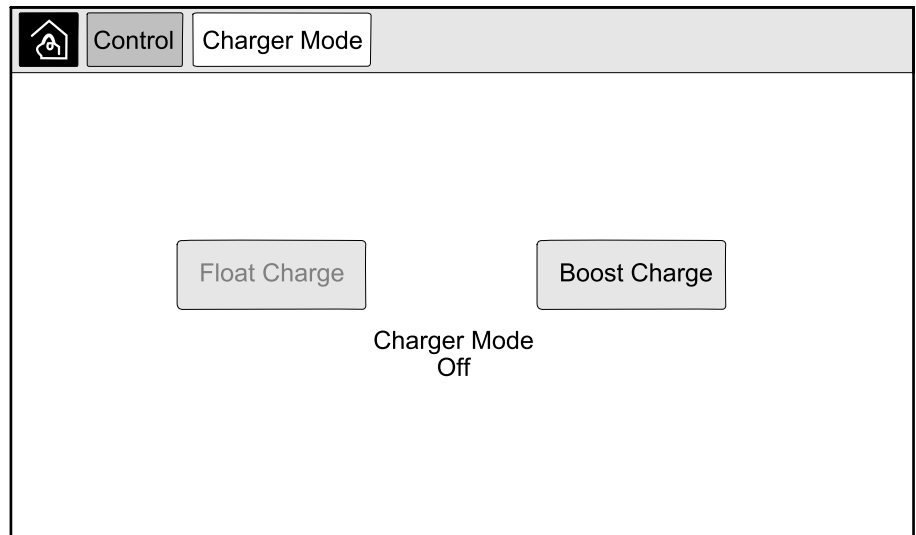 Control
Charger Mode
Float Charge
Boost Charge
Charger Mode
Off